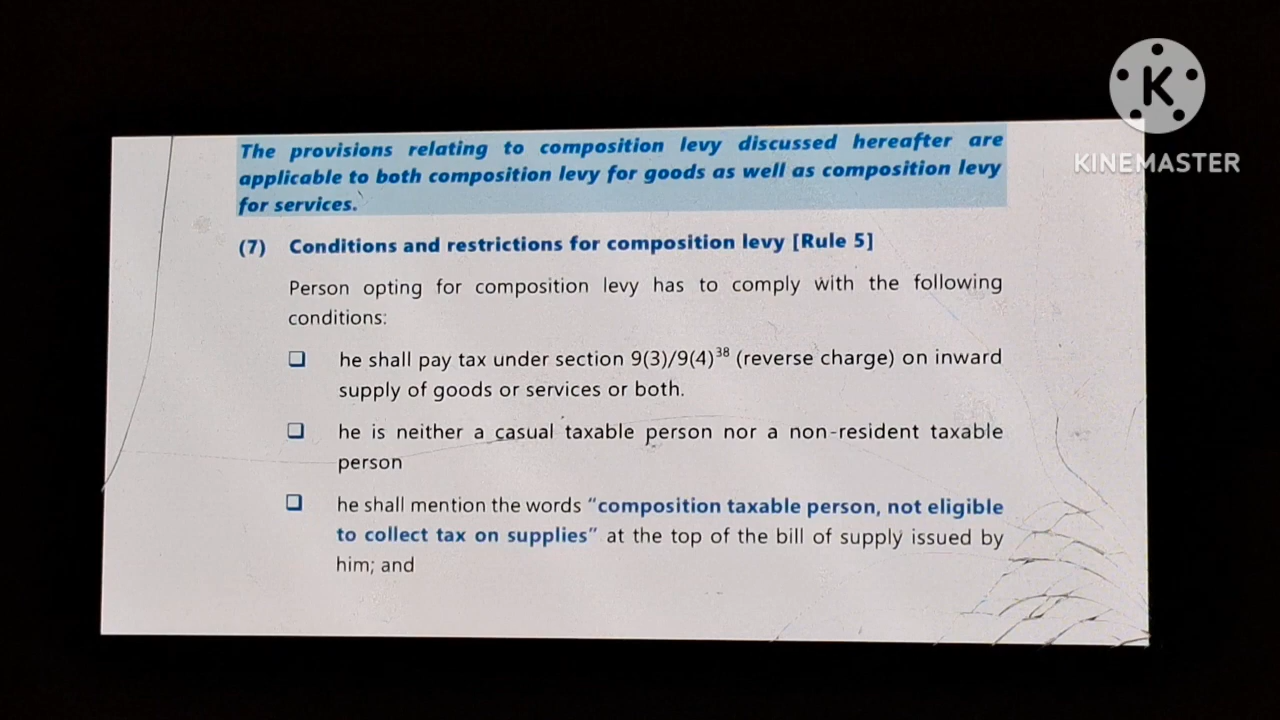 The provisions relating to composition levy discussed hereafter are
applicable to both composition levy for goods as well as composition levy
for services.
(7) Conditions and restrictions for composition levy [Rule 5]
Person opting for composition levy has to comply with the following
conditions:
❑ he shall pay tax under section 9(3)/9(4)³⁸ (reverse charge) on inward
supply of goods or services or both.
❑ he is neither a casual taxable person nor a non-resident taxable
person
❑ he shall mention the words “composition taxable person, not eligible
to collect tax on supplies” at the top of the bill of supply issued by
him; and
K
KINEMASTER